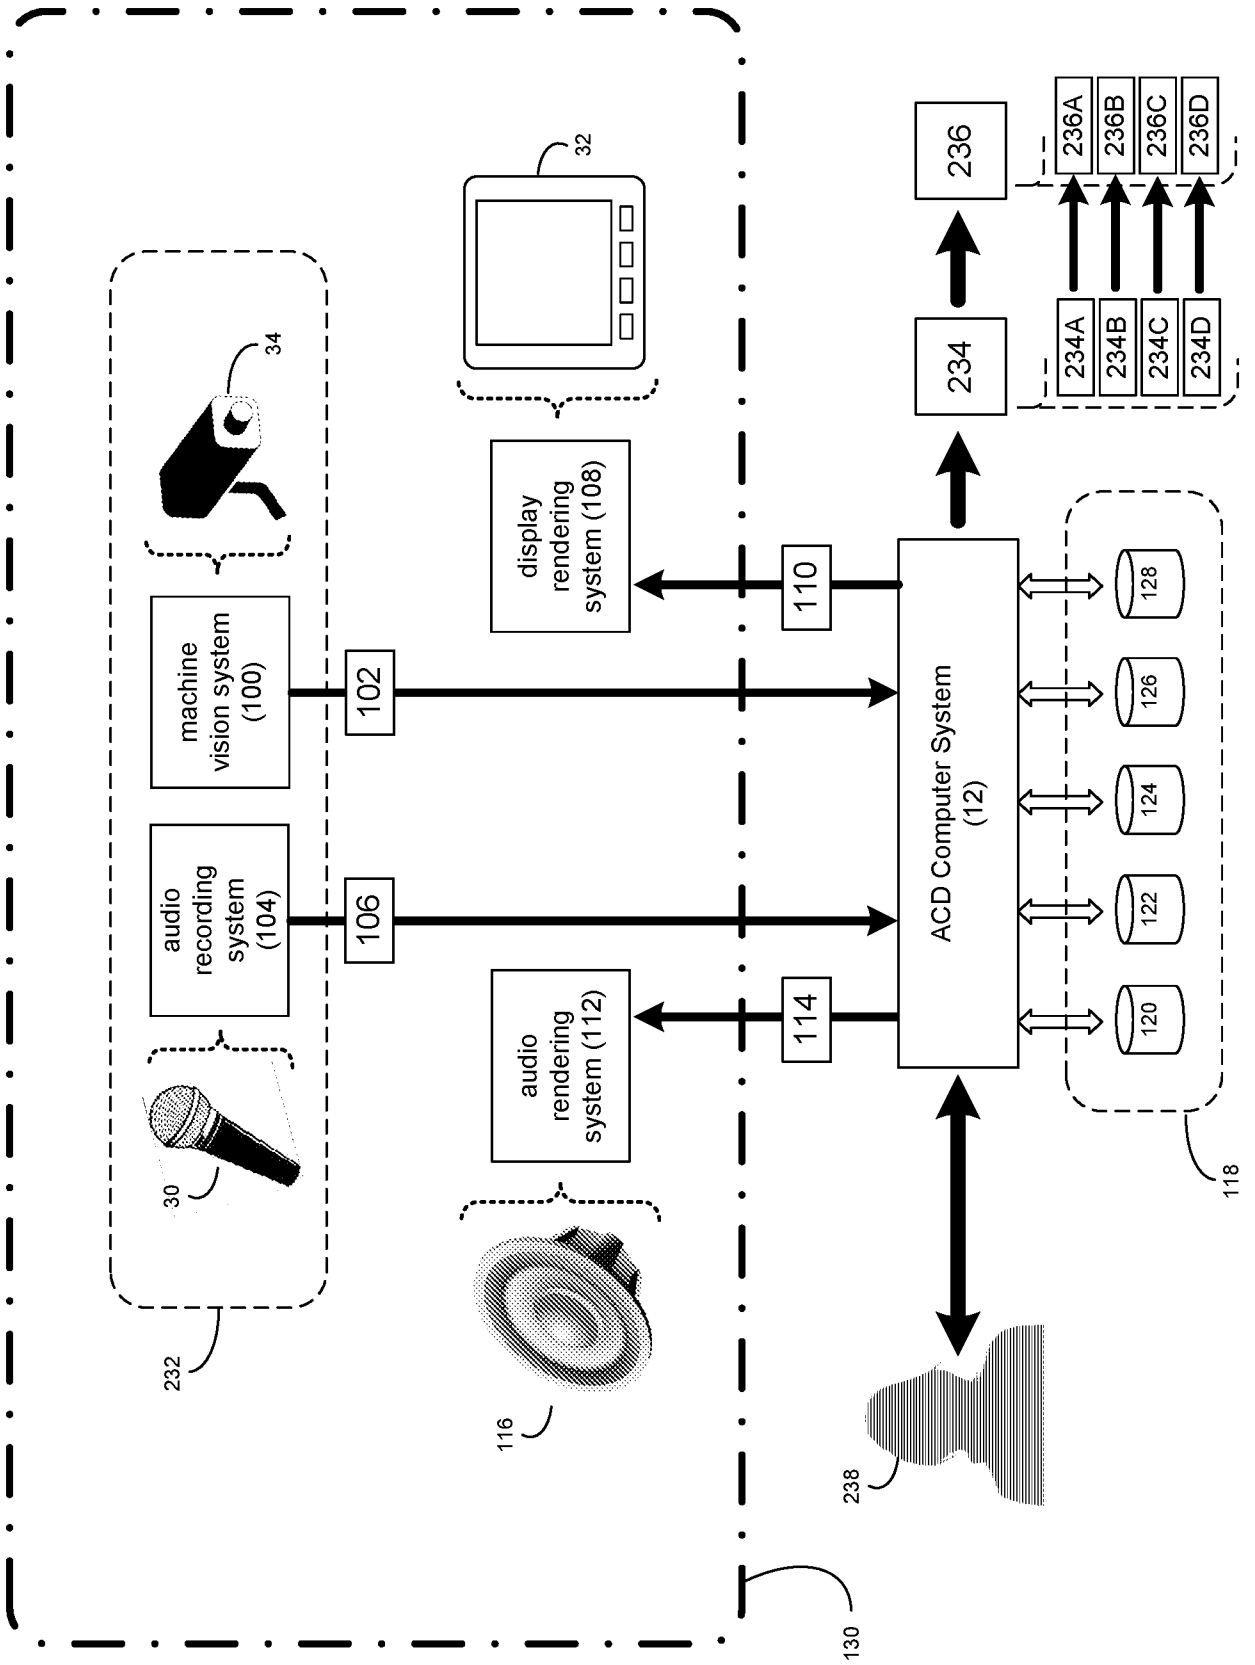 130
232
30
audio
recording
system
(104)
machine
vision system
(100)
34
106
102
116
audio
rendering
system (112)
display
rendering
system (108)
32
114
110
238
ACD Computer System
(12)
234
236
234A
236A
234B
236B
234C
236C
234D
236D
118
120
122
124
126
128